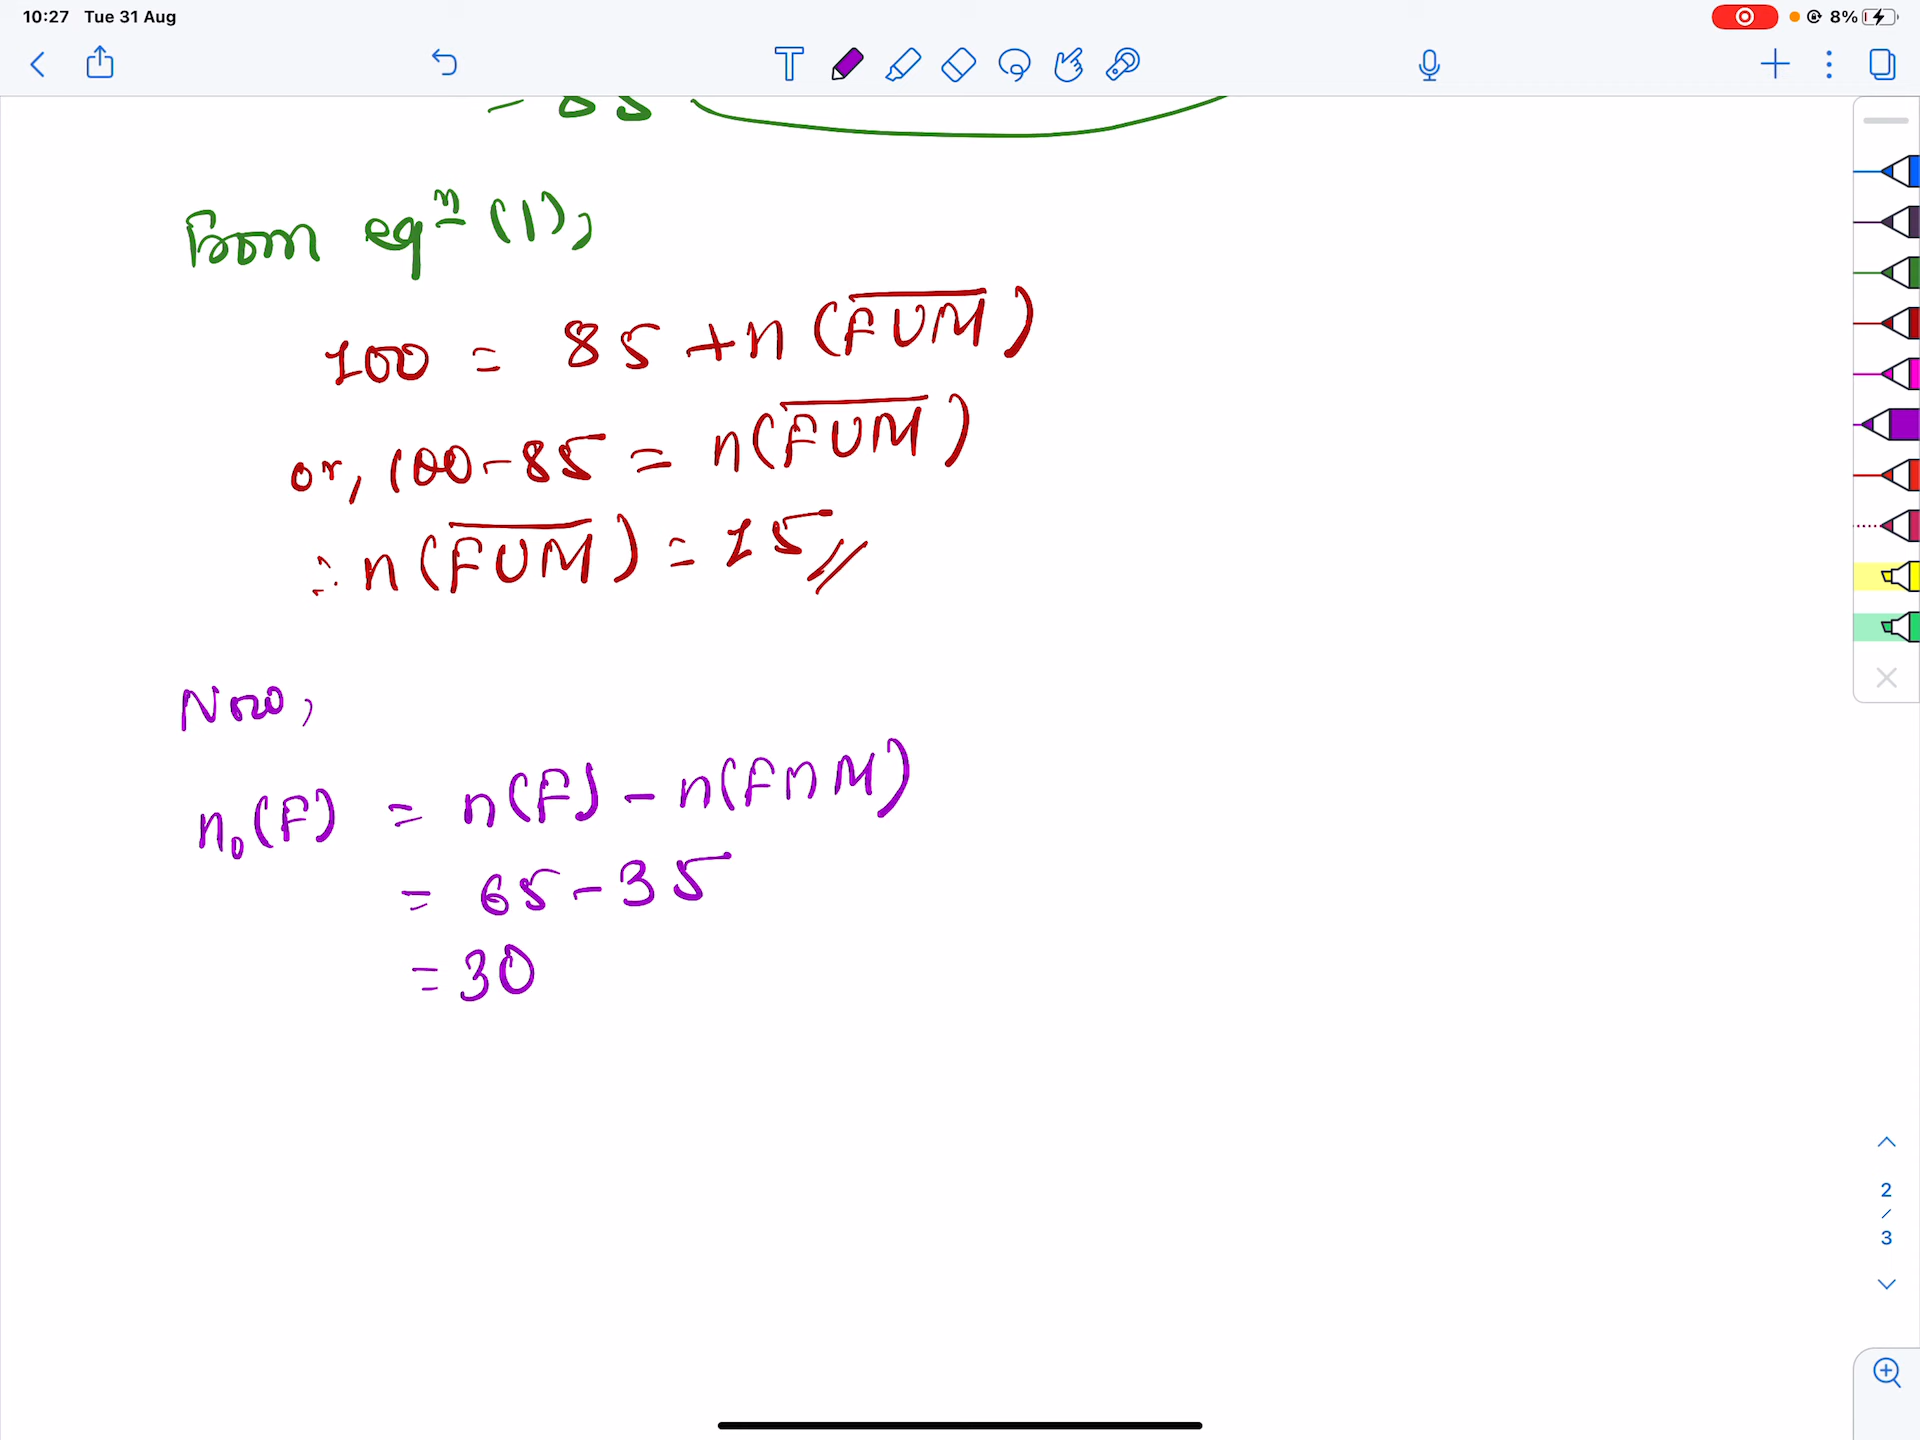 10:27 Tue 31 Aug
8%
T
= 85
From eqⁿ (1),
100 = 85 + n (F̅U̅M̅)
or, 100-85 = n(F̅U̅M̅)
∴ n (F̅U̅M̅) = 15
Now,
n₀(F) = n(F) - n(F∩M)
= 65-35
= 30
2
/
3